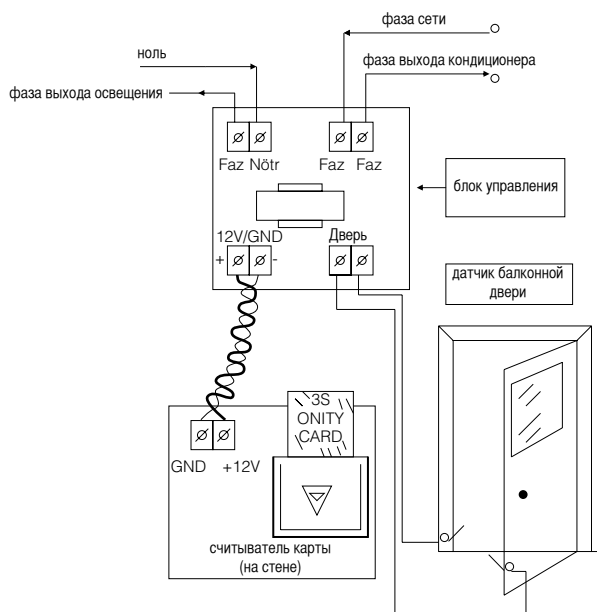 фаза сети
ноль
фаза выхода кондиционера
фаза выхода освещения
Faz Nötr
Faz Faz
блок управления
12V/GND
Дверь
+ -
датчик балконной
двери
3S
ONITY
CARD
GND +12V
считыватель карты
(на стене)